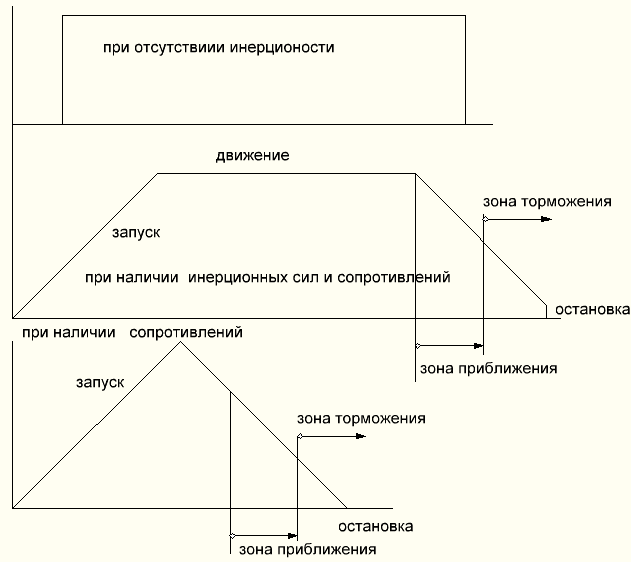 при отсутствиии инерционости
движение
зона торможения
запуск
при наличии инерционных сил и сопротивлений
остановка
при наличии сопротивлений
зона приближения
запуск
зона торможения
остановка
зона приближения